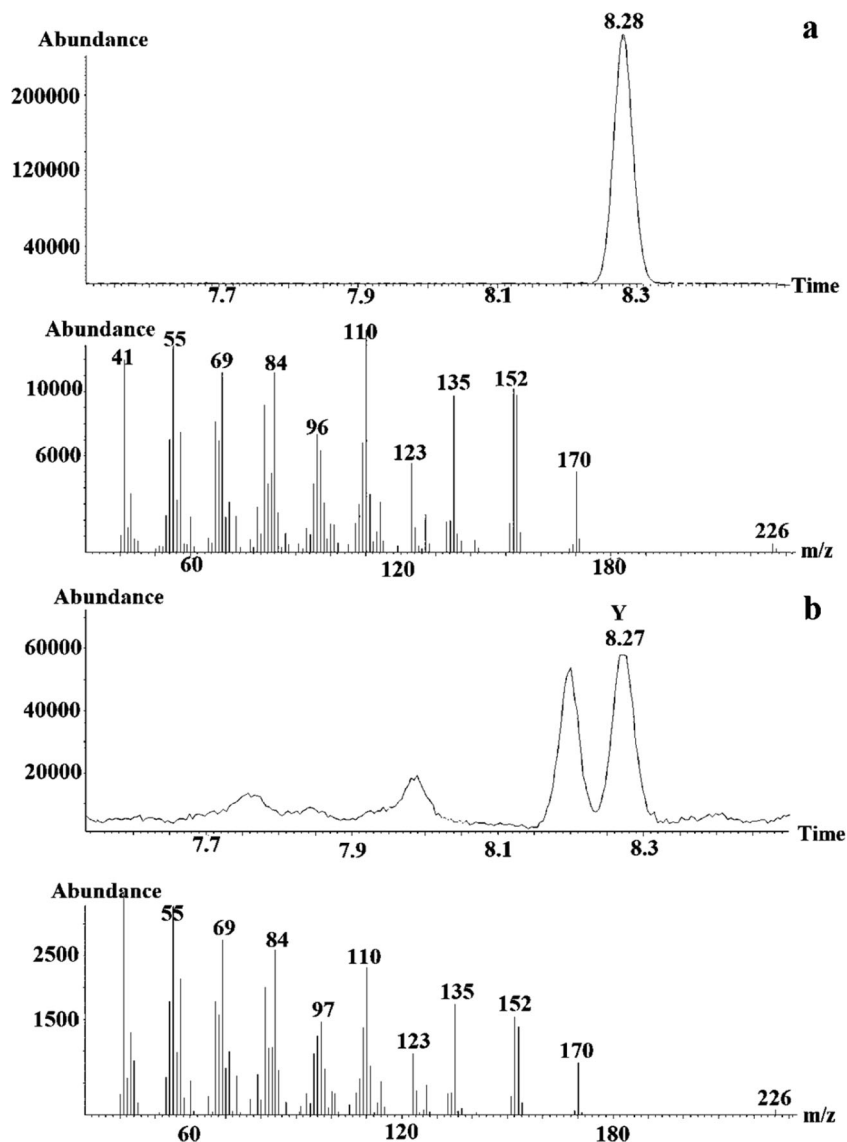 a
8.28
Abundance
200000
120000
40000
7.7 7.9 8.1 8.3 Time
Abundance
41 55 69 84 96 110 123 135 152 170 226
10000
6000
60 120 180 m/z
b
Abundance
Y
8.27
60000
40000
20000
7.7 7.9 8.1 8.3 Time
Abundance
55 69 84 97 110 123 135 152 170 226
2500
1500
60 120 180 m/z